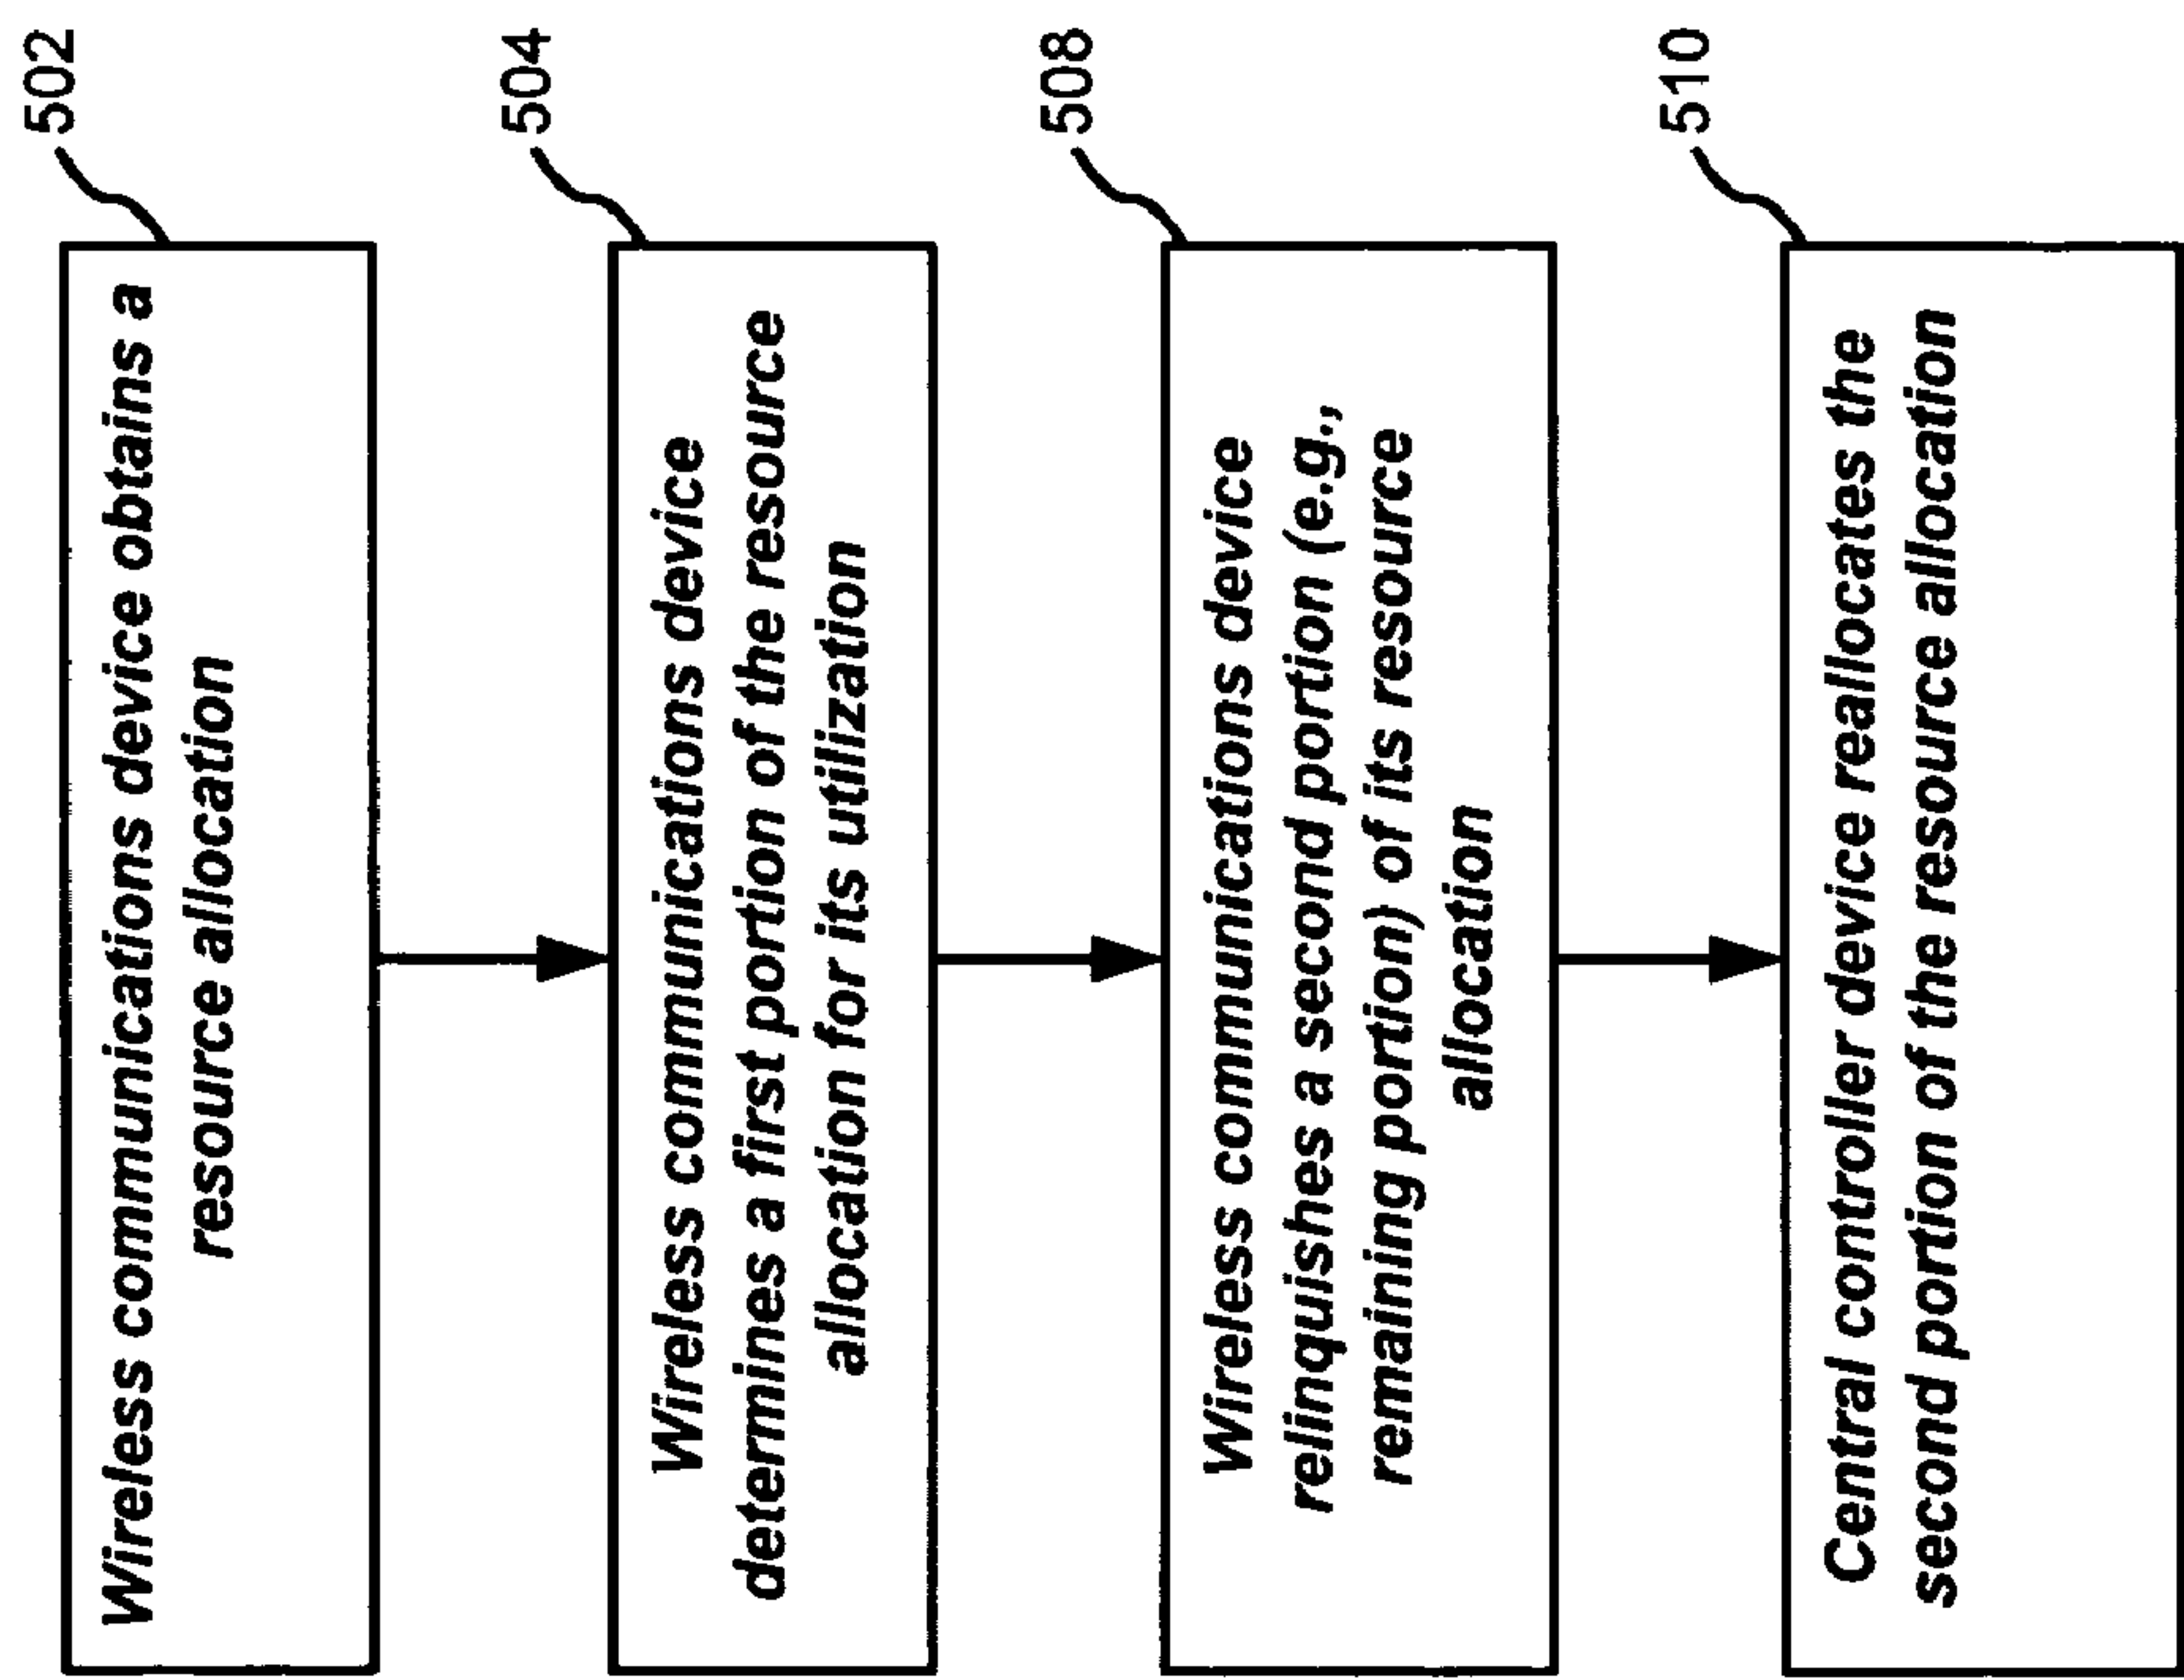 502
Wireless communications device obtains a
resource allocation
504
Wireless communications device
determines a first portion of the resource
allocation for its utilization
508
Wireless communications device
relinquishes a second portion (e.g.,
remaining portion) of its resource
allocation
510
Central controller device reallocates the
second portion of the resource allocation